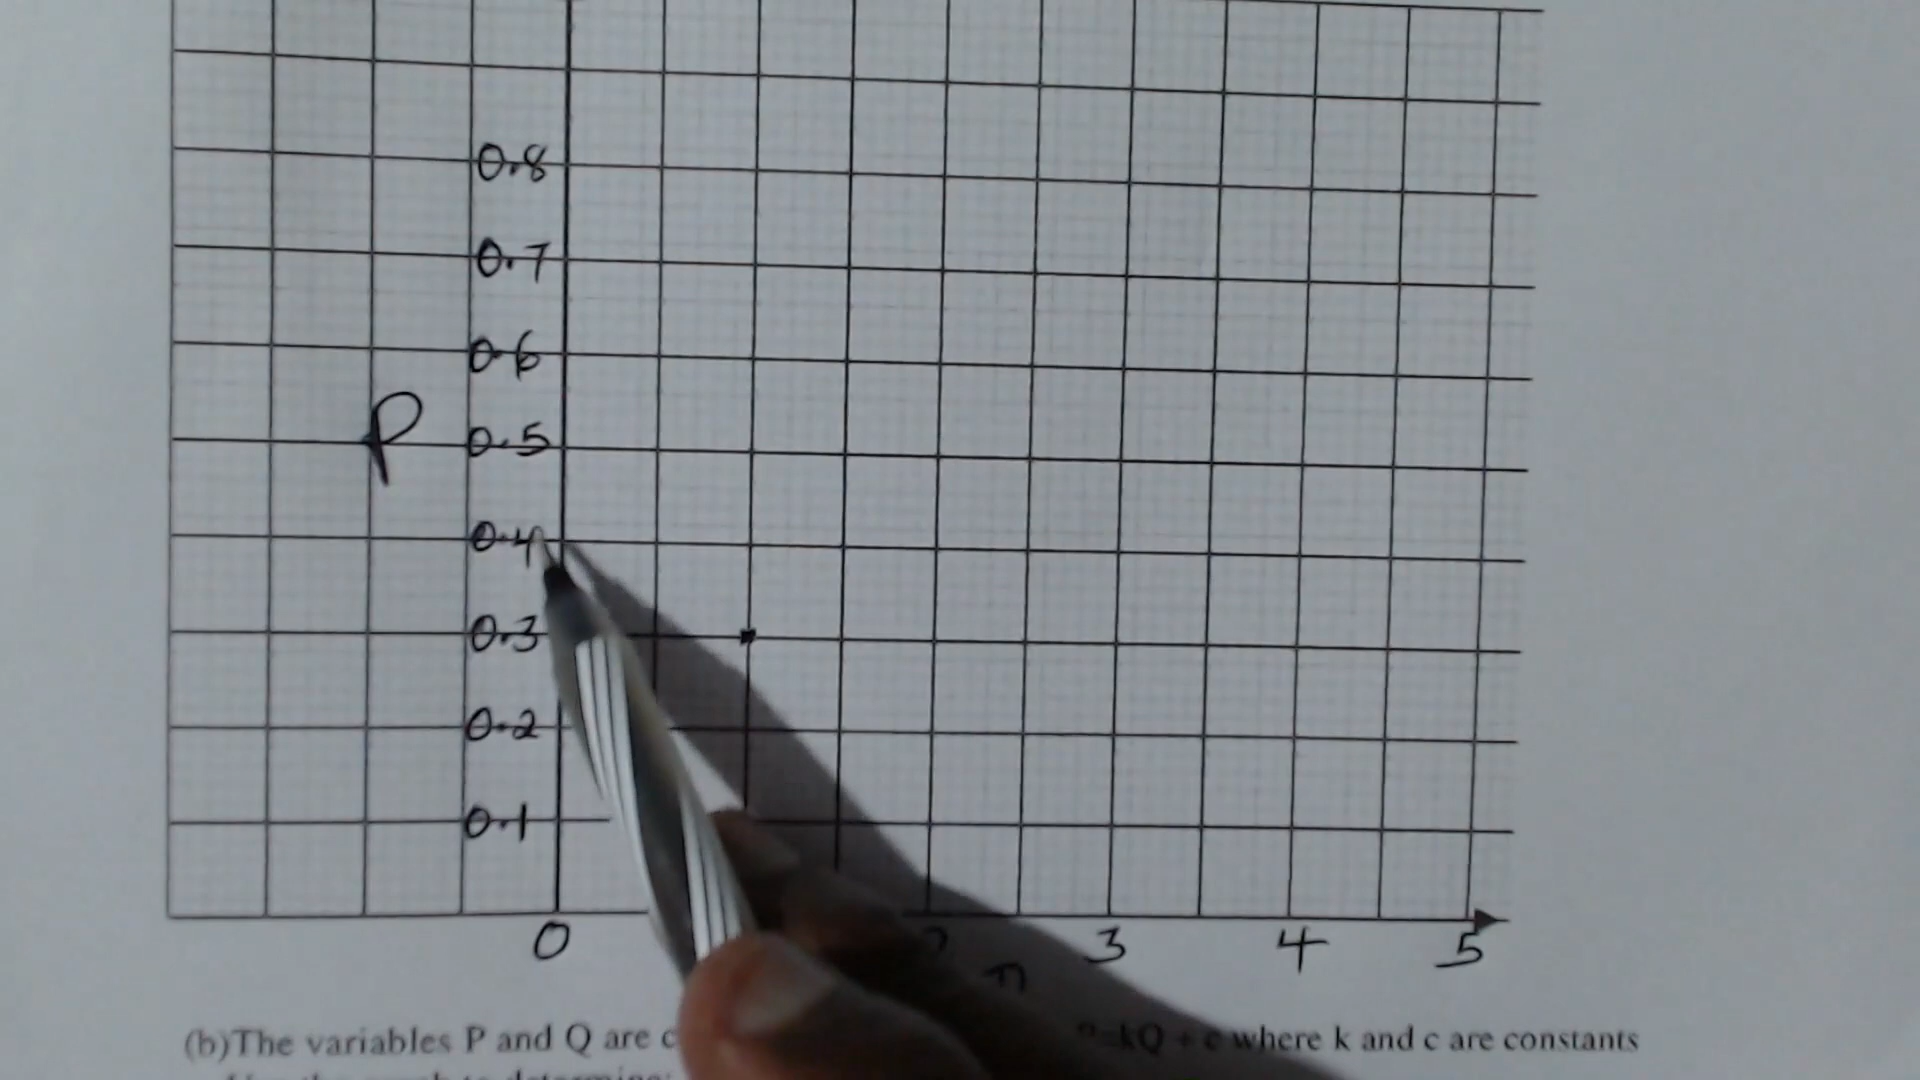 0.8
0.7
0.6
P 0.5
0.4
0.3
0.2
0.1
0 3 4 5
(b)The variables P and Q are kQ + c where k and c are constants